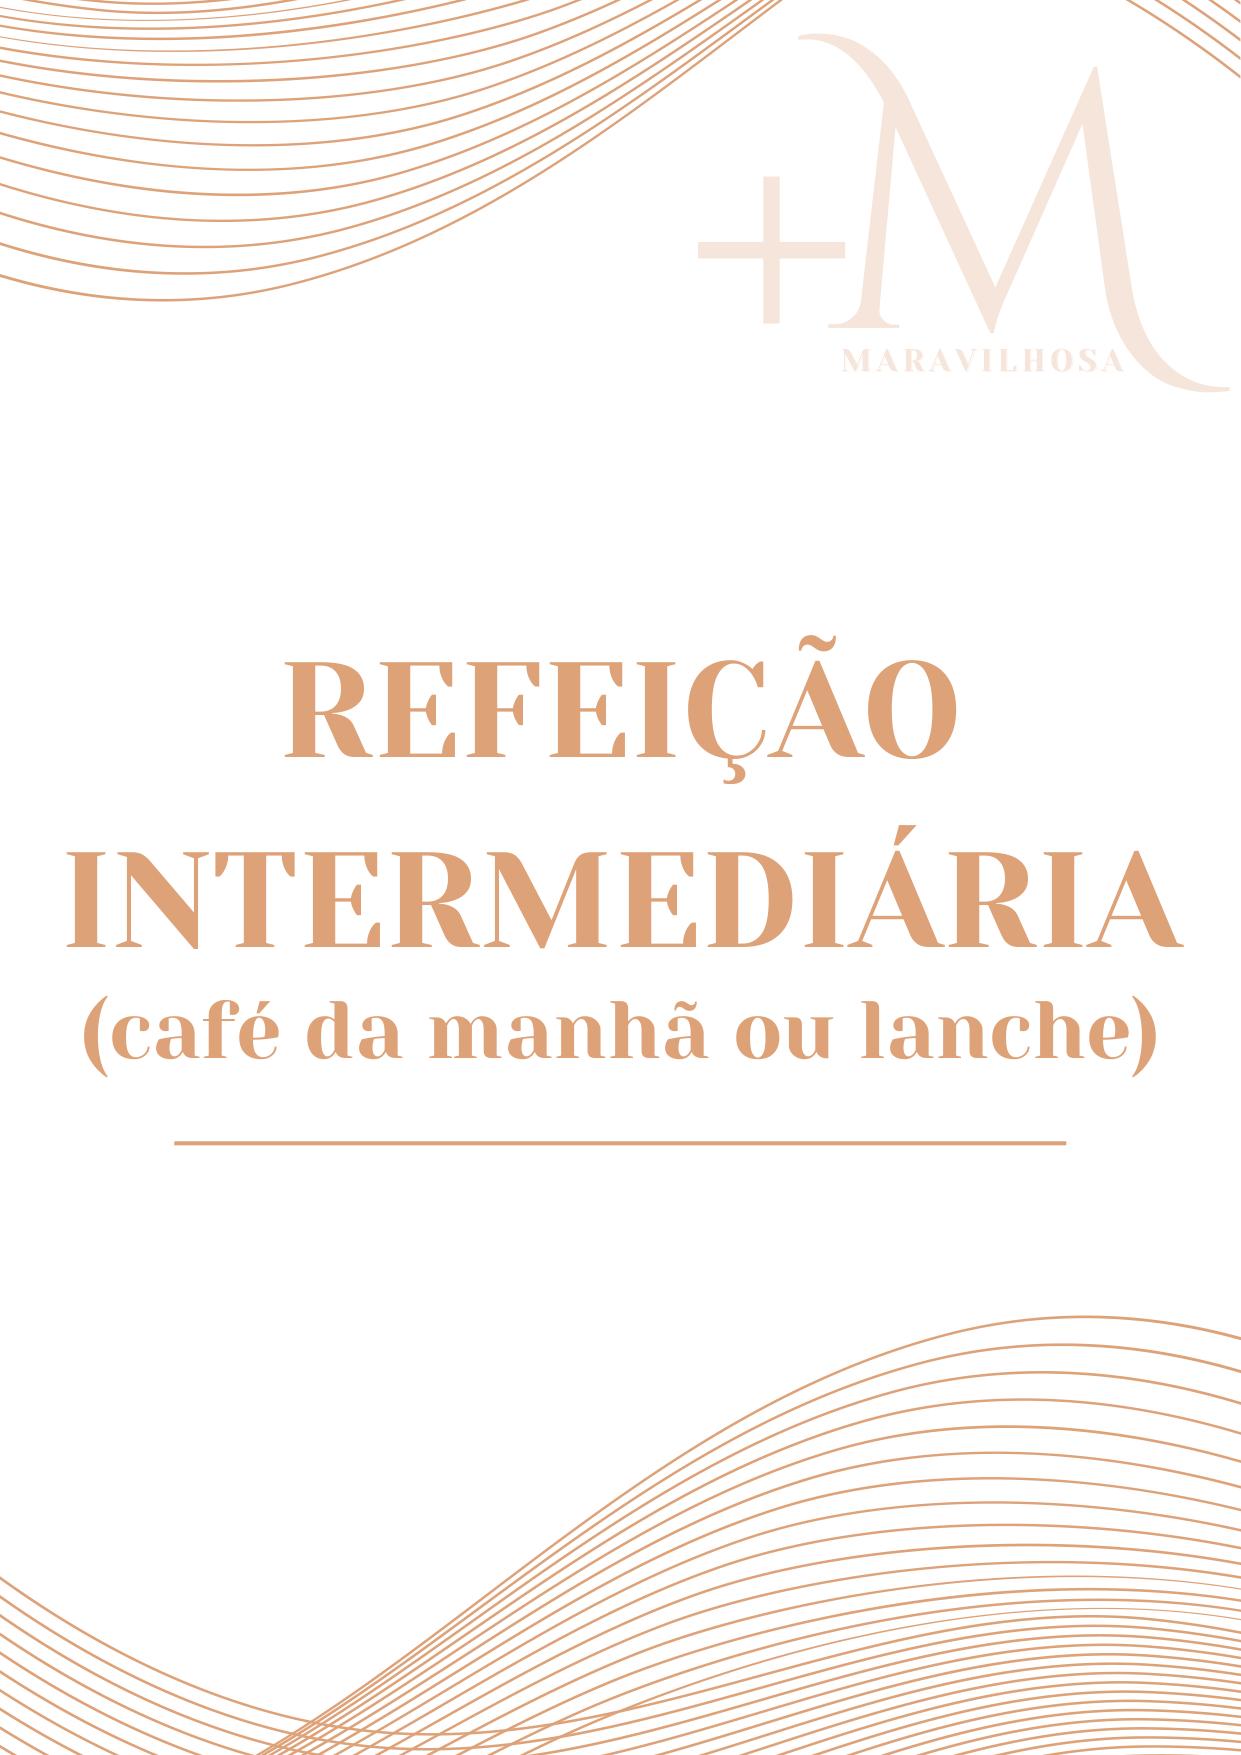 +M
MARAVILHOSA
REFEIÇÃO
INTERMEDIÁRIA
(café da manhã ou lanche)